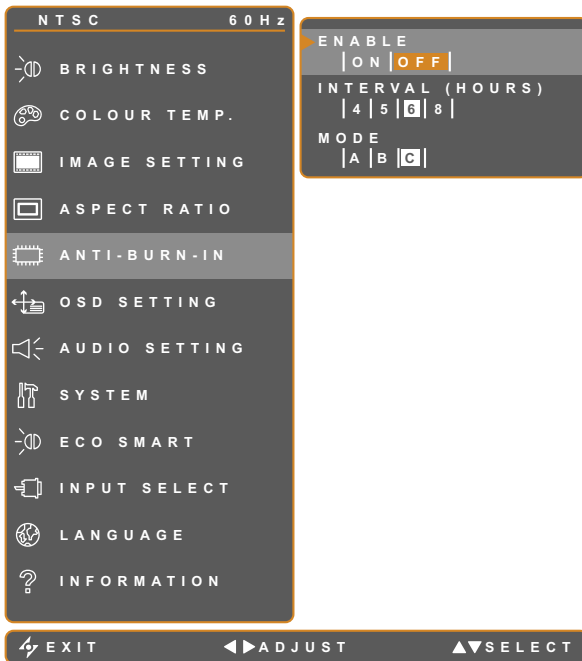 NTSC 60Hz
BRIGHTNESS
COLOUR TEMP.
IMAGE SETTING
ASPECT RATIO
ANTI-BURN-IN
OSD SETTING
AUDIO SETTING
SYSTEM
ECO SMART
INPUT SELECT
LANGUAGE
INFORMATION
ENABLE
ON OFF
INTERVAL (HOURS)
4 5 6 8
MODE
A B C
EXIT ADJUST SELECT